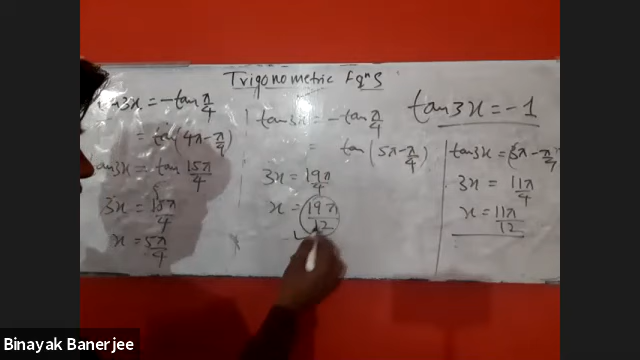 Trigonometric Eqⁿs
tan3x = -tan π/4
= tan(4π - π/4)
tan3x = tan 15π/4
3x = 15π/4
5
x = 5π/4
tan3x = -tan π/4
= tan(5π - π/4)
3x = 19π/4
x = 19π/12
tan3x = -1
tan3x = (3π - π/4
3x = 11π/4
x = 11π/12
Binayak Banerjee